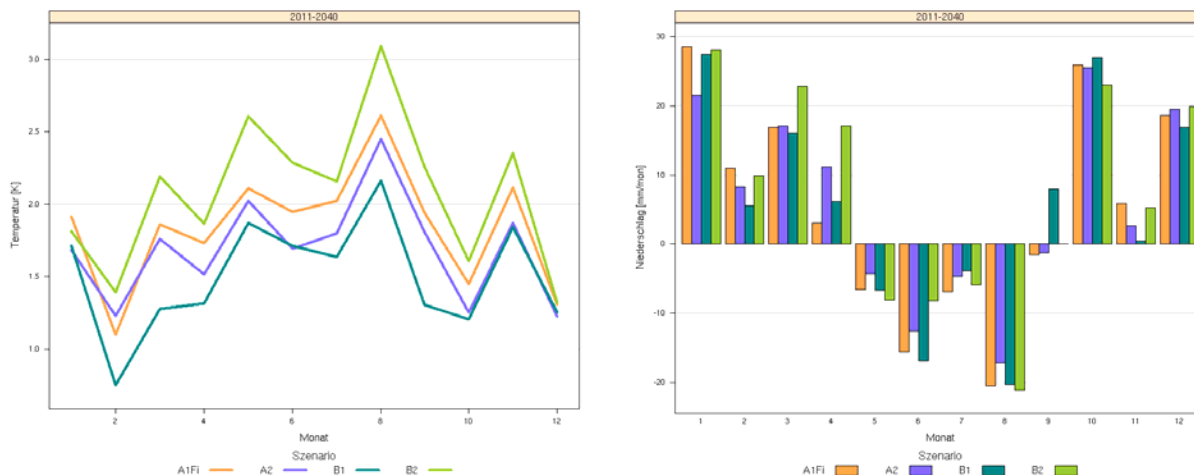 2011-2040
3.0
2.5
2.0
1.5
1.0
Temperatur [K]
2 4 6 8 10 12
Monat
Szenario
A1Fi A2 B1 B2
2011-2040
30
20
10
0
-10
-20
Niederschlag [mm/mon]
1 2 3 4 5 6 7 8 9 10 11 12
Monat
Szenario
A1Fi A2 B1 B2